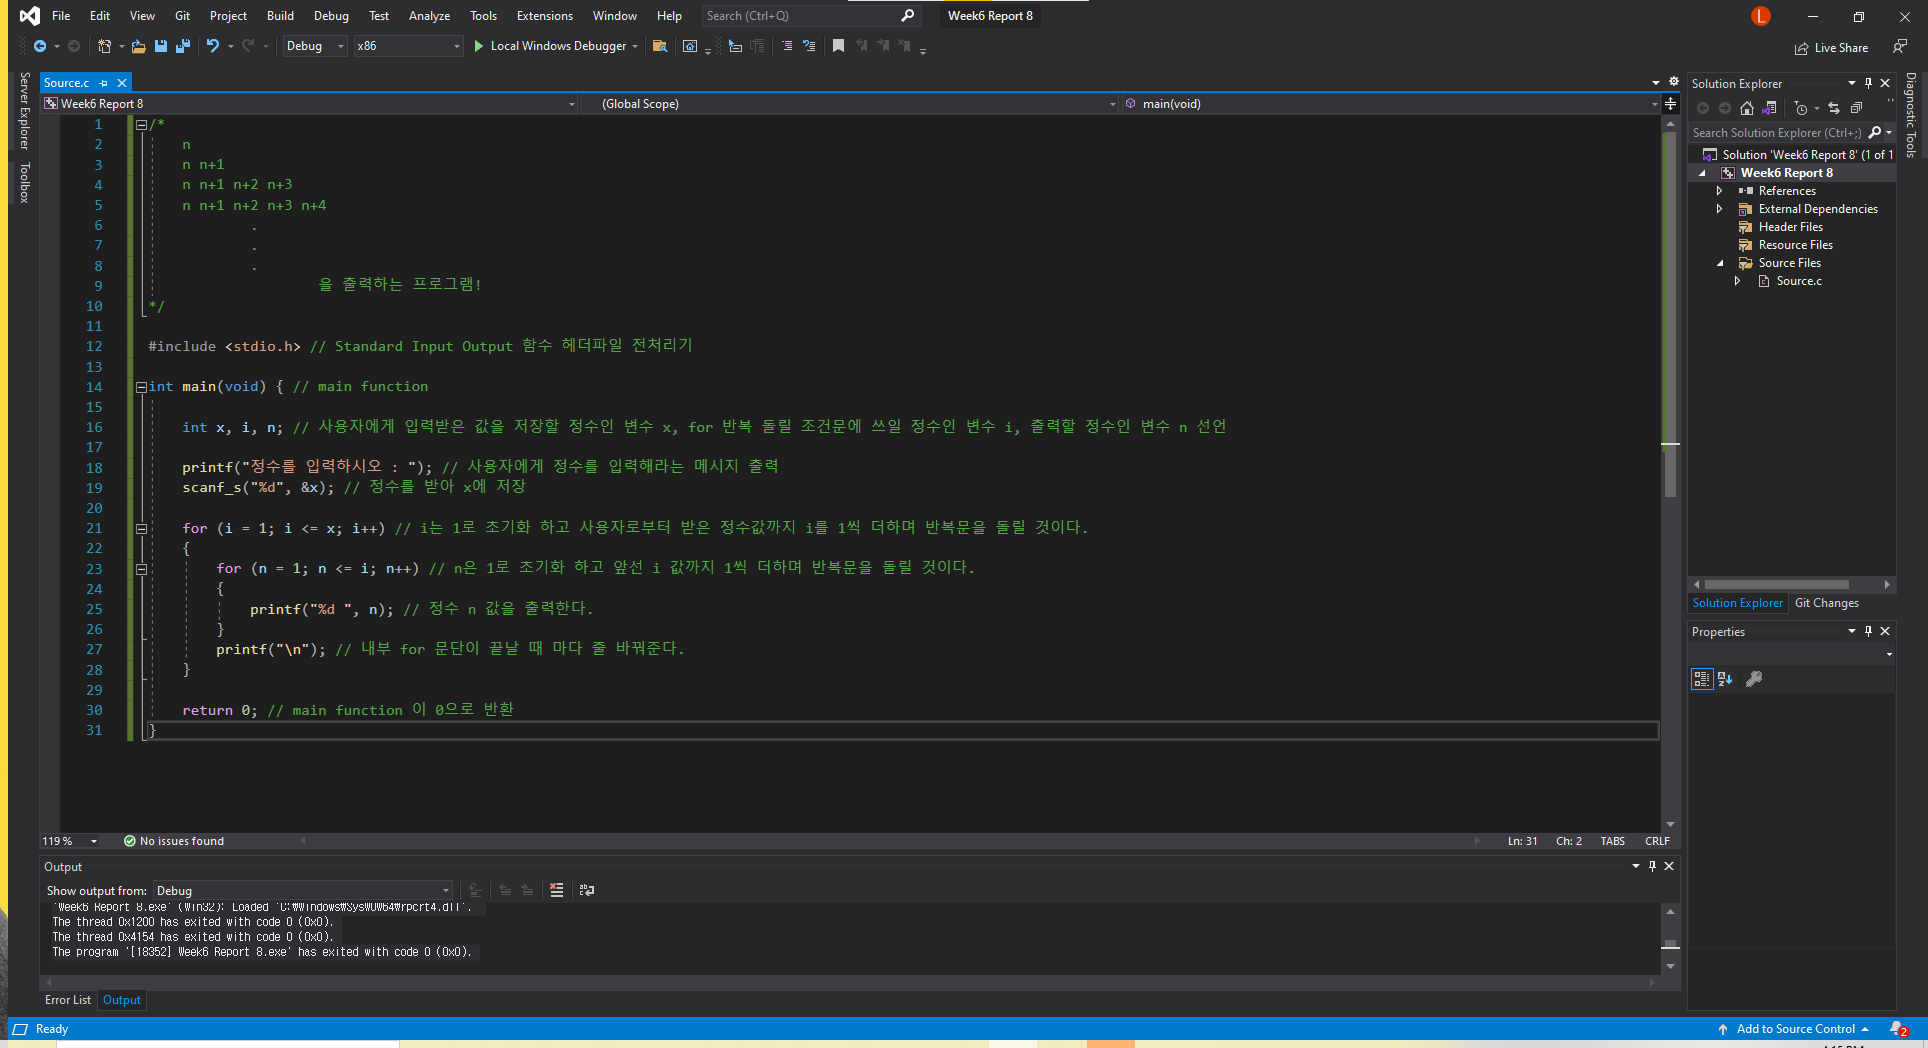 File Edit View Git Project Build Debug Test Analyze Tools Extensions Window Help Search (Ctrl+Q) Week6 Report 8 L
Debug x86 Local Windows Debugger Live Share
Server Explorer
Toolbox
Source.c
Week6 Report 8 (Global Scope) main(void)
1 /*
2 n
3 n n+1
4 n n+1 n+2 n+3
5 n n+1 n+2 n+3 n+4
6 .
7 .
8 .
9 을 출력하는 프로그램!
10 */
11
12 #include <stdio.h> // Standard Input Output 함수 헤더파일 전처리기
13
14 int main(void) { // main function
15
16 int x, i, n; // 사용자에게 입력받은 값을 저장할 정수인 변수 x, for 반복 돌릴 조건문에 쓰일 정수인 변수 i, 출력할 정수인 변수 n 선언
17
18 printf("정수를 입력하시오 : "); // 사용자에게 정수를 입력해라는 메시지 출력
19 scanf_s("%d", &x); // 정수를 받아 x에 저장
20
21 for (i = 1; i <= x; i++) // i는 1로 초기화 하고 사용자로부터 받은 정수값까지 i를 1씩 더하며 반복문을 돌릴 것이다.
22 {
23 for (n = 1; n <= i; n++) // n은 1로 초기화 하고 앞선 i 값까지 1씩 더하며 반복문을 돌릴 것이다.
24 {
25 printf("%d ", n); // 정수 n 값을 출력한다.
26 }
27 printf("\n"); // 내부 for 문단이 끝날 때 마다 줄 바꿔준다.
28 }
29
30 return 0; // main function 이 0으로 반환
31 }
119 % No issues found Ln: 31 Ch: 2 TABS CRLF
Output
Show output from: Debug
'Week6 Report 8.exe' (Win32): Loaded 'C:₩Windows₩SysWOW64₩rpcrt4.dll'.
The thread 0x1200 has exited with code 0 (0x0).
The thread 0x4154 has exited with code 0 (0x0).
The program '[18352] Week6 Report 8.exe' has exited with code 0 (0x0).
Error List Output
Solution Explorer
Search Solution Explorer (Ctrl+;)
Solution 'Week6 Report 8' (1 of 1
Week6 Report 8
References
External Dependencies
Header Files
Resource Files
Source Files
Source.c
Solution Explorer Git Changes
Properties
Diagnostic Tools
Ready Add to Source Control 2